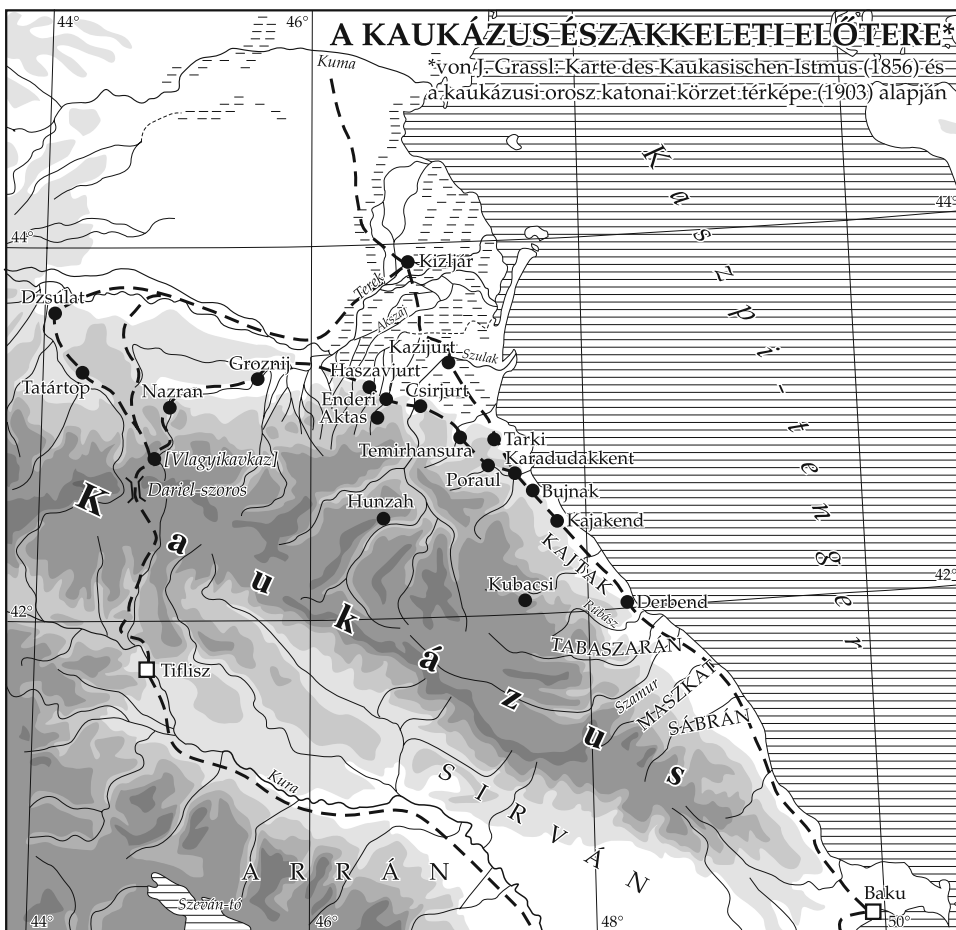 44°
46°
A KAUKÁZUS ÉSZAKKELETI ELŐTERE*
*von J. Grassl: Karte des Kaukasischen Istmus (1856) és
a kaukázusi orosz katonai körzet térképe (1903) alapján
Kuma
Kaszpi-tenger
44°
44°
Kizljár
Terek
Dzsúlat
Akszaj
Kazijurt
Szulak
Groznij
Haszavjurt
Tatártop
Nazran
Enderi
Csirjurt
Aktas
Tarki
Temirhansura
[Vlagyikavkaz]
Karadudakkent
Poraul
Dariel-szoros
Bujnak
Hunzah
Kajakend
Kaukázus
KAJTAK
42°
Kubacsi
Derbend
Rubasz
42°
TABASZARÁN
Tiflisz
Szamur
MASZKAT
SÁBRÁN
SIRVÁN
Kura
ARRÁN
Szeván-tó
Baku
44°
46°
48°
50°